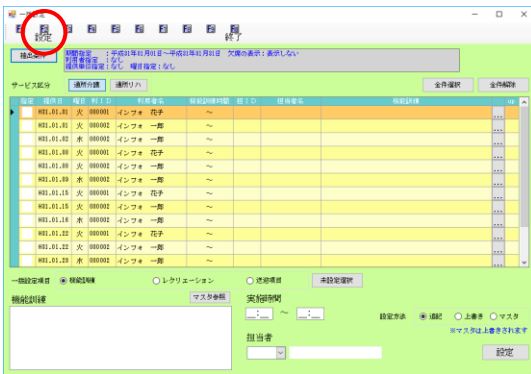 一括設定
設定
終了
抽出条件
期間指定 ：平成31年01月01日～平成31年01月31日 欠席の表示：表示しない
利用者指定 ：なし
提供単位指定：なし 曜日指定：なし
サービス区分 通所介護 通所リハ 全件選択 全件解除
指定 提供日 曜日 利ID 利用者名 機能訓練時間 担ID 担当者名 機能訓練 up
H31.01.01 火 000001 インフォ 花子 ～ ...
H31.01.01 火 000002 インフォ 一郎 ～ ...
H31.01.02 水 000002 インフォ 一郎 ～ ...
H31.01.08 火 000001 インフォ 花子 ～ ...
H31.01.08 火 000002 インフォ 一郎 ～ ...
H31.01.09 水 000002 インフォ 一郎 ～ ...
H31.01.15 火 000001 インフォ 花子 ～ ...
H31.01.15 火 000002 インフォ 一郎 ～ ...
H31.01.16 水 000002 インフォ 一郎 ～ ...
H31.01.22 火 000001 インフォ 花子 ～ ...
H31.01.22 火 000002 インフォ 一郎 ～ ...
H31.01.23 水 000002 インフォ 一郎 ～ ...
一括設定項目 機能訓練 レクリエーション 送迎項目 未設定選択
機能訓練 マスタ参照 実施時間
__:__ ～ __:__
設定方法 追記 上書き マスタ
※マスタは上書きされます
担当者
設定